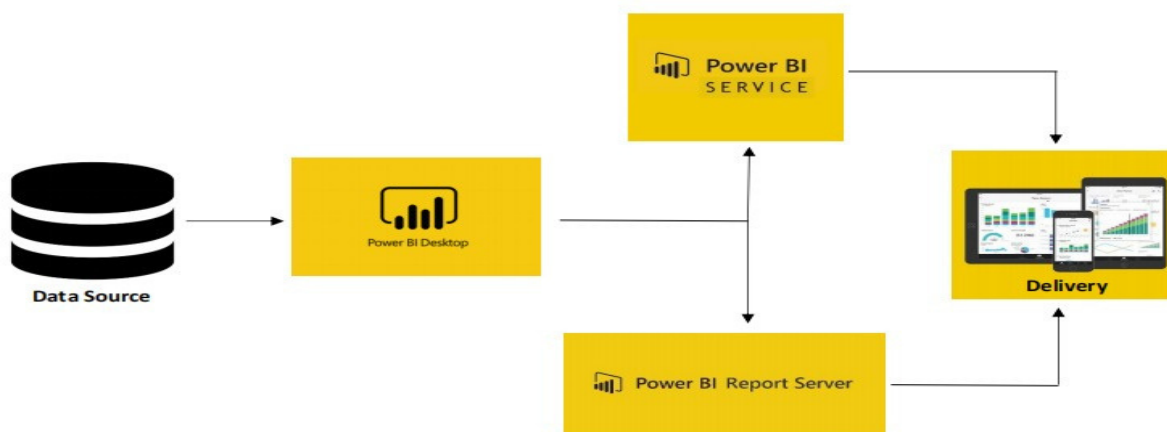 Power BI
SERVICE
Power BI Desktop
Data Source
Delivery
Power BI Report Server